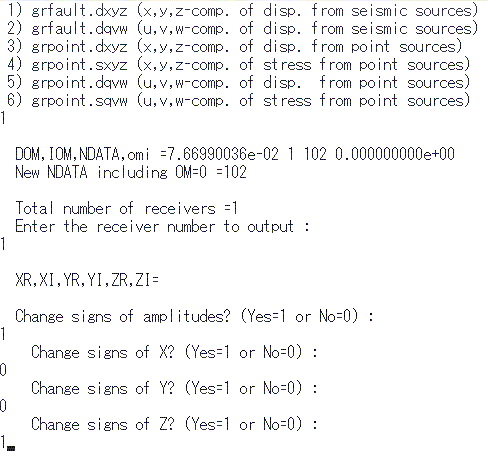 1) grfault.dxyz (x,y,z-comp. of disp. from seismic sources)
2) grfault.dqvw (u,v,w-comp. of disp. from seismic sources)
3) grpoint.dxyz (x,y,z-comp. of disp. from point sources)
4) grpoint.sxyz (x,y,z-comp. of stress from point sources)
5) grpoint.dqvw (u,v,w-comp. of disp.  from point sources)
6) grpoint.sqvw (u,v,w-comp. of stress from point sources)
1
DOM,IOM,NDATA,omi =7.66990036e-02 1 102 0.000000000e+00
New NDATA including OM=0 =102
Total number of receivers =1
Enter the receiver number to output :
1
XR,XI,YR,YI,ZR,ZI=
Change signs of amplitudes? (Yes=1 or No=0) :
1
Change signs of X? (Yes=1 or No=0) :
0
Change signs of Y? (Yes=1 or No=0) :
0
Change signs of Z? (Yes=1 or No=0) :
1